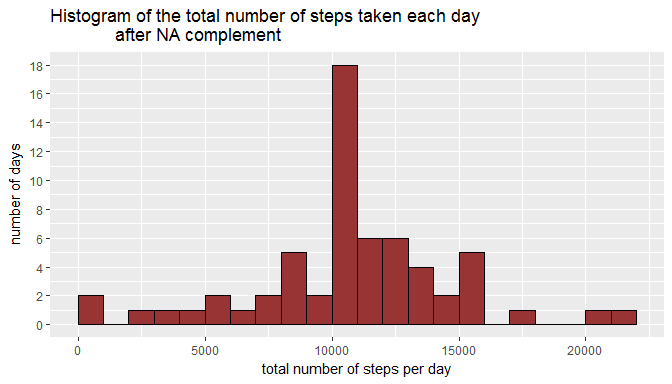 Histogram of the total number of steps taken each day
after NA complement
18
16
14
12
10
8
6
4
2
0
number of days
0 5000 10000 15000 20000
total number of steps per day